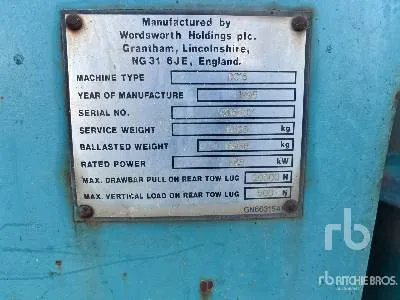 Manufactured by
Wordsworth Holdings plc.
Grantham, Lincolnshire,
NG31 6JE, England.
MACHINE TYPE
YEAR OF MANUFACTURE
SERIAL NO.
SERVICE WEIGHT kg
BALLASTED WEIGHT kg
RATED POWER kW
MAX. DRAWBAR PULL ON REAR TOW LUG N
MAX. VERTICAL LOAD ON REAR TOW LUG N
rb
rb RITCHIE BROS.